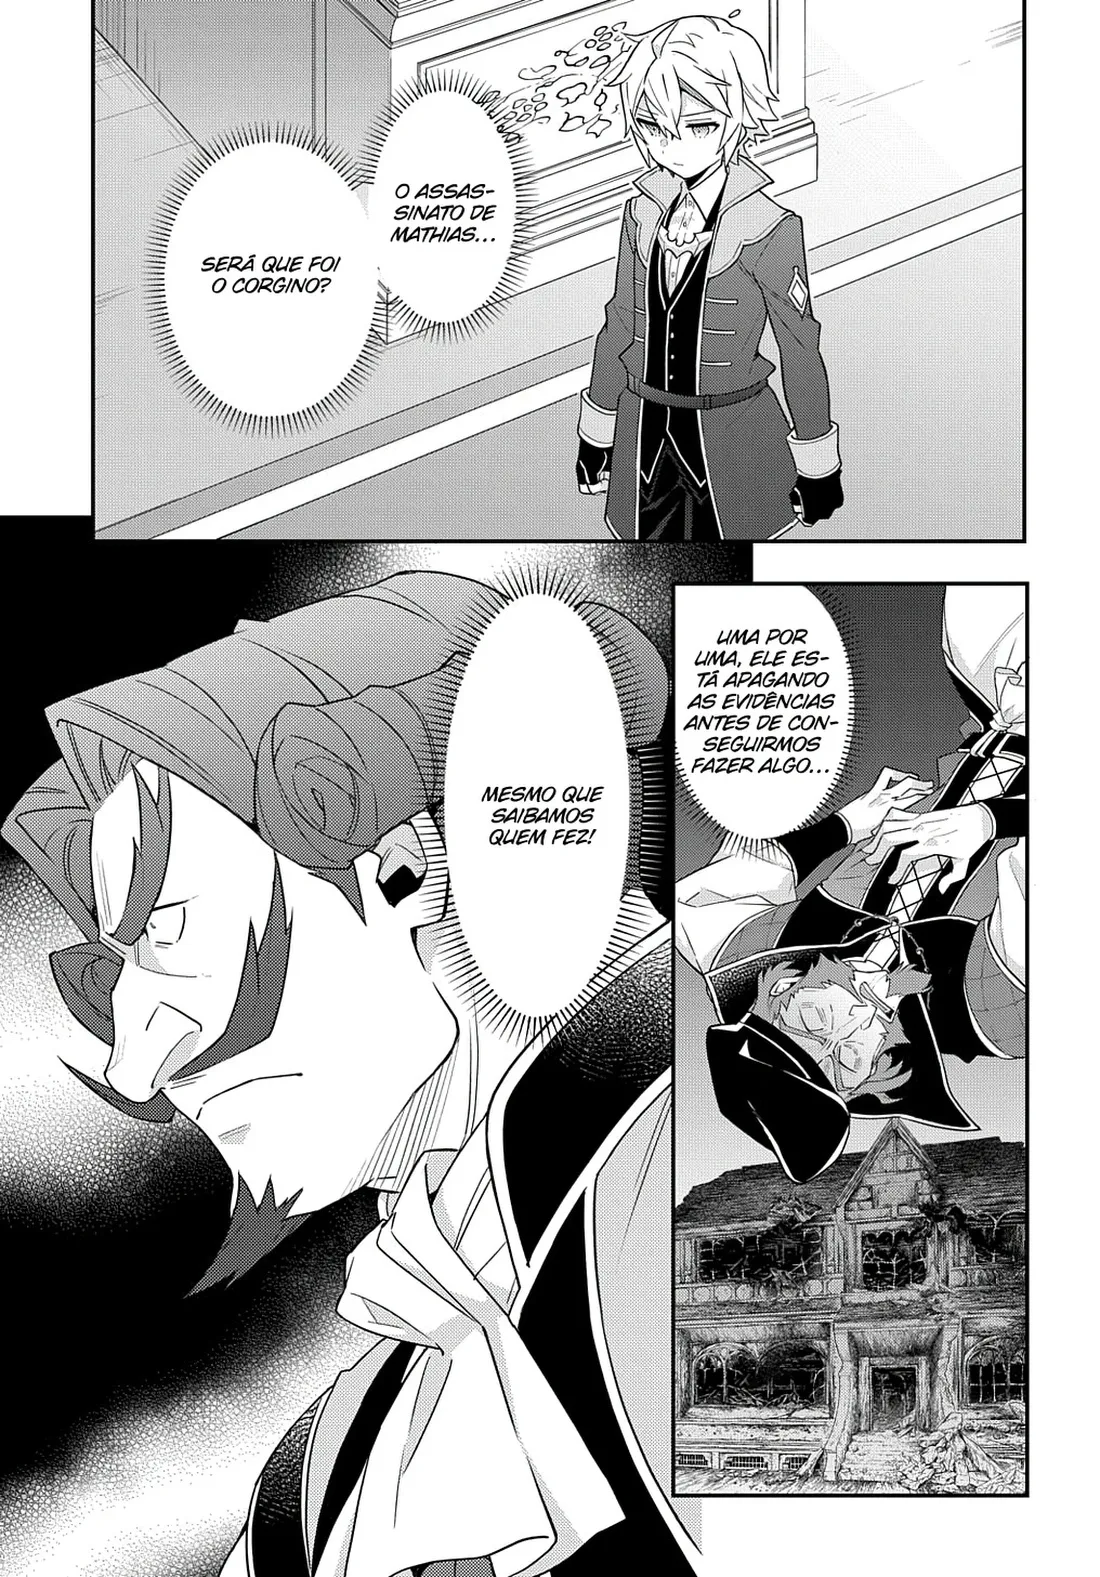 O ASSAS-
SINATO DE
MATHIAS...
SERÁ QUE FOI
O CORGINO?
UMA POR
UMA, ELE ES-
TÁ APAGANDO
AS EVIDÊNCIAS
ANTES DE CON-
SEGUIRMOS
FAZER ALGO...
MESMO QUE
SAIBAMOS
QUEM FEZ!